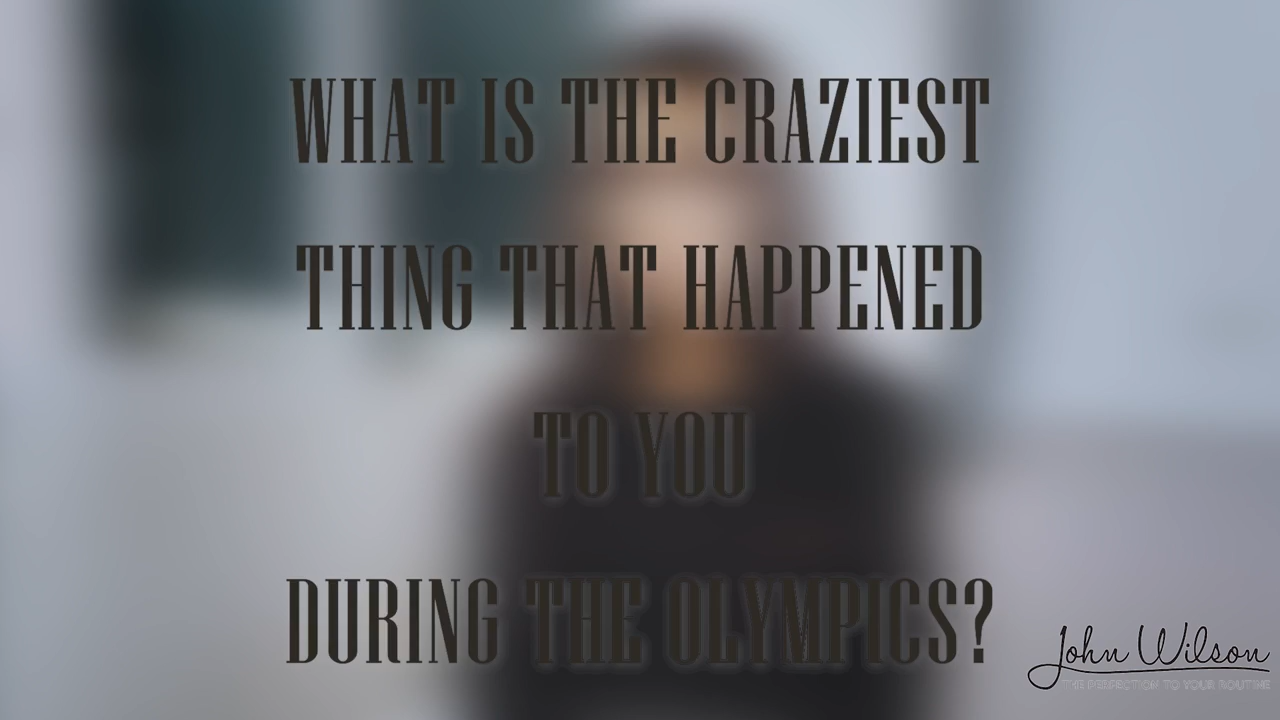 WHAT IS THE CRAZIEST
THING THAT HAPPENED
TO YOU
DURING THE OLYMPICS?
John Wilson
THE PERFECTION TO YOUR ROUTINE